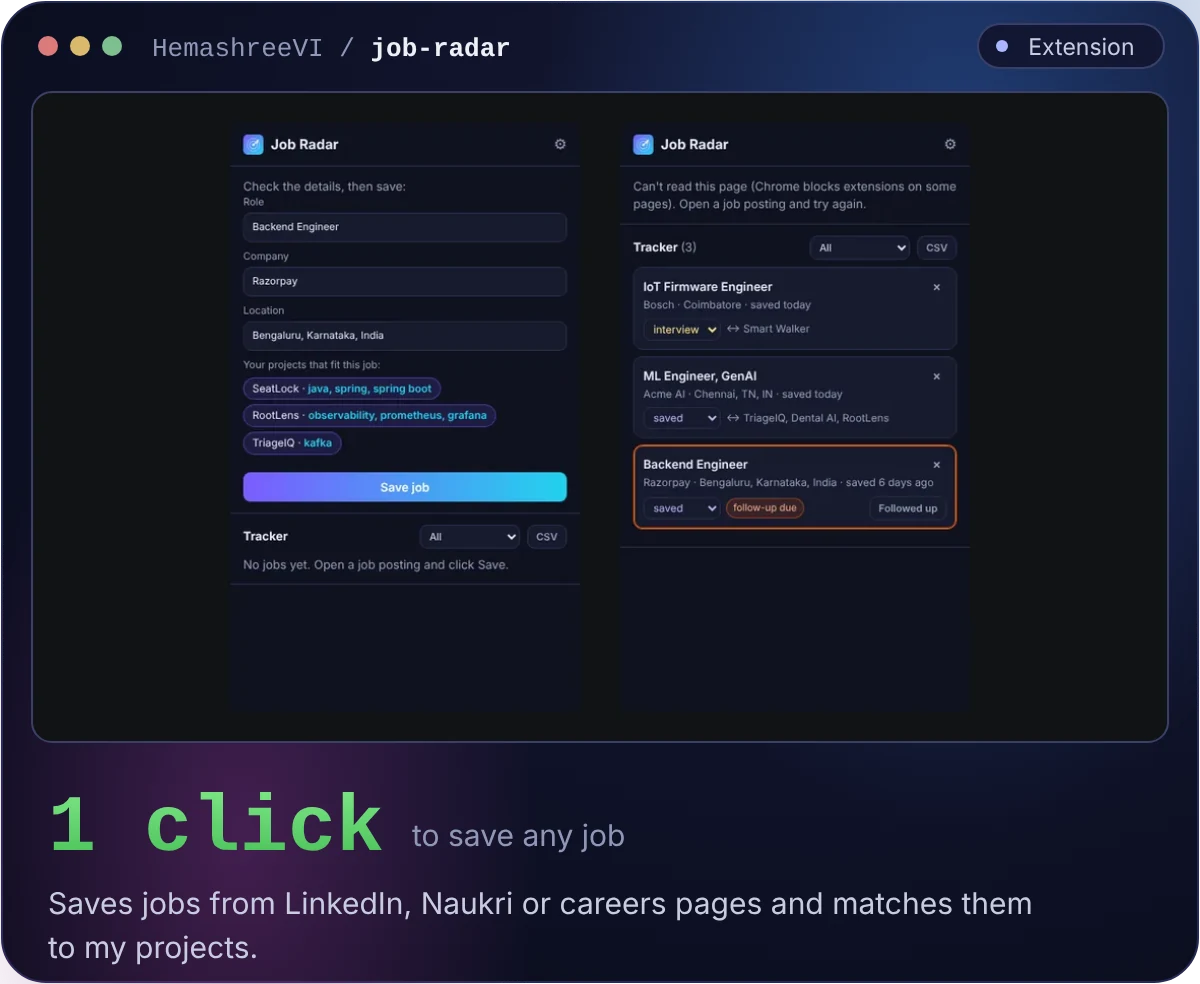 HemashreeVI / job-radar
Extension
Job Radar
Check the details, then save:
Role
Backend Engineer
Company
Razorpay
Location
Bengaluru, Karnataka, India
Your projects that fit this job:
SeatLock · java, spring, spring boot
RootLens · observability, prometheus, grafana
TriageIQ · kafka
Save job
Tracker
All
CSV
No jobs yet. Open a job posting and click Save.
Job Radar
Can't read this page (Chrome blocks extensions on some
pages). Open a job posting and try again.
Tracker (3)
All
CSV
IoT Firmware Engineer
×
Bosch · Coimbatore · saved today
interview
↔ Smart Walker
ML Engineer, GenAI
×
Acme AI · Chennai, TN, IN · saved today
saved
↔ TriageIQ, Dental AI, RootLens
Backend Engineer
×
Razorpay · Bengaluru, Karnataka, India · saved 6 days ago
saved
follow-up due
Followed up
1 click to save any job
Saves jobs from LinkedIn, Naukri or careers pages and matches them
to my projects.